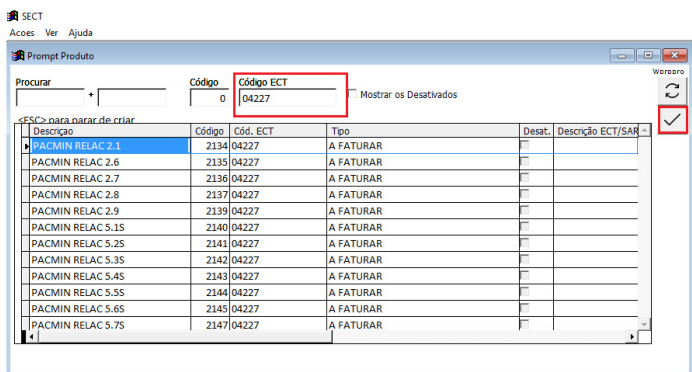 SECT
Acoes Ver Ajuda
Prompt Produto
Worppro
Procurar Código Código ECT
+ 0 04227 Mostrar os Desativados
<ESC> para parar de criar
Descriçao Código Cód. ECT Tipo Desat. Descrição ECT/SAR
PACMIN RELAC 2.1 2134 04227 A FATURAR
PACMIN RELAC 2.6 2135 04227 A FATURAR
PACMIN RELAC 2.7 2136 04227 A FATURAR
PACMIN RELAC 2.8 2137 04227 A FATURAR
PACMIN RELAC 2.9 2139 04227 A FATURAR
PACMIN RELAC 5.1S 2140 04227 A FATURAR
PACMIN RELAC 5.2S 2141 04227 A FATURAR
PACMIN RELAC 5.3S 2142 04227 A FATURAR
PACMIN RELAC 5.4S 2143 04227 A FATURAR
PACMIN RELAC 5.5S 2144 04227 A FATURAR
PACMIN RELAC 5.6S 2145 04227 A FATURAR
PACMIN RELAC 5.7S 2147 04227 A FATURAR